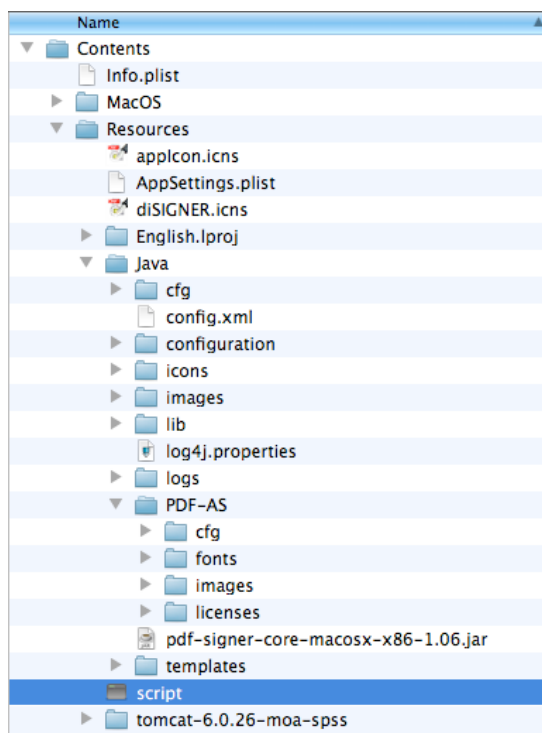 Name
Contents
Info.plist
MacOS
Resources
appIcon.icns
AppSettings.plist
diSIGNER.icns
English.lproj
Java
cfg
config.xml
configuration
icons
images
lib
log4j.properties
logs
PDF-AS
cfg
fonts
images
licenses
pdf-signer-core-macosx-x86-1.06.jar
templates
script
tomcat-6.0.26-moa-spss